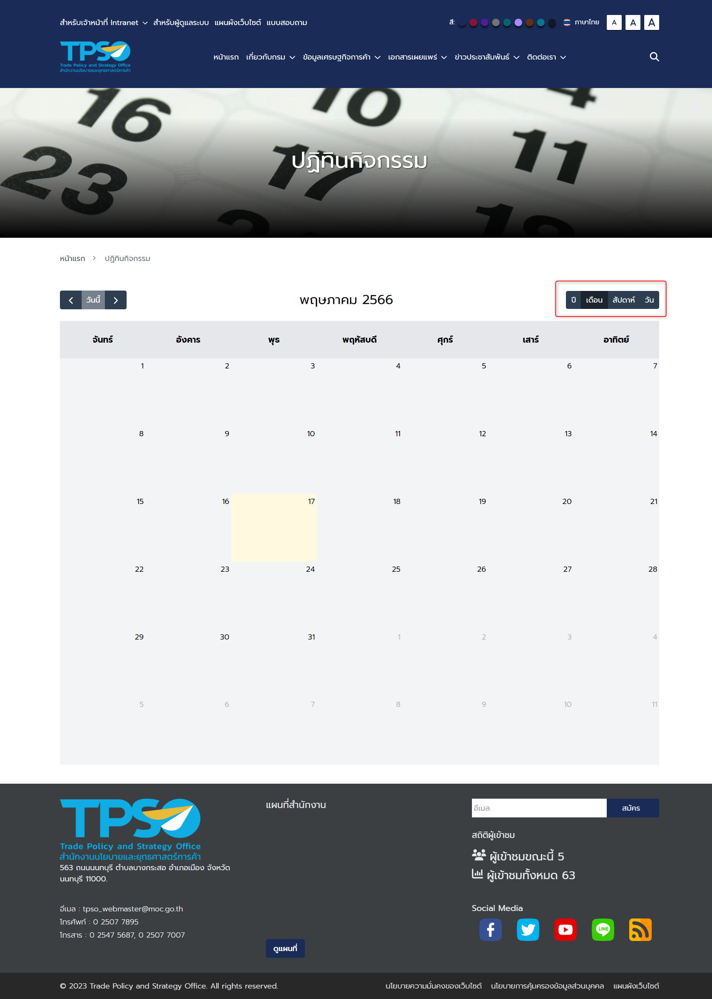 สำหรับเจ้าหน้าที่ Intranet สำหรับผู้ดูแลระบบ แผนผังเว็บไซต์ แบบสอบถาม สี: ภาษาไทย A A A
TPSO
Trade Policy and Strategy Office
สำนักงานนโยบายและยุทธศาสตร์การค้า
หน้าแรก เกี่ยวกับกรม ข้อมูลเศรษฐกิจการค้า เอกสารเผยแพร่ ข่าวประชาสัมพันธ์ ติดต่อเรา
16 10 4
23 17 11
ปฏิทินกิจกรรม
หน้าแรก > ปฏิทินกิจกรรม
วันนี้ พฤษภาคม 2566 ปี เดือน สัปดาห์ วัน
จันทร์ อังคาร พุธ พฤหัสบดี ศุกร์ เสาร์ อาทิตย์
1 2 3 4 5 6 7
8 9 10 11 12 13 14
15 16 17 18 19 20 21
22 23 24 25 26 27 28
29 30 31 1 2 3 4
5 6 7 8 9 10 11
TPSO
Trade Policy and Strategy Office
สำนักงานนโยบายและยุทธศาสตร์การค้า
563 ถนนนนทบุรี ตำบลบางกระสอ อำเภอเมือง จังหวัด
นนทบุรี 11000.
อีเมล : tpso_webmaster@moc.go.th
โทรศัพท์ : 0 2507 7895
โทรสาร : 0 2547 5687, 0 2507 7007
แผนที่สำนักงาน
ดูแผนที่
อีเมล สมัคร
สถิติผู้เข้าชม
ผู้เข้าชมขณะนี้ 5
ผู้เข้าชมทั้งหมด 63
Social Media
LINE
© 2023 Trade Policy and Strategy Office. All rights reserved. นโยบายความมั่นคงของเว็บไซต์ นโยบายการคุ้มครองข้อมูลส่วนบุคคล แผนผังเว็บไซต์